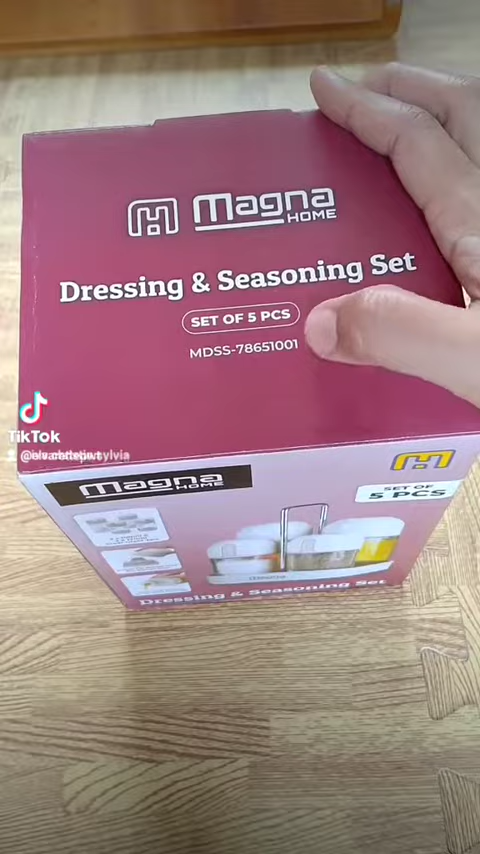 Magna
HOME
Dressing & Seasoning Set
SET OF 5 PCS
MDSS-78651001
TikTok
Magna
HOME
SET OF
5 PCS
Dressing & Seasoning Set